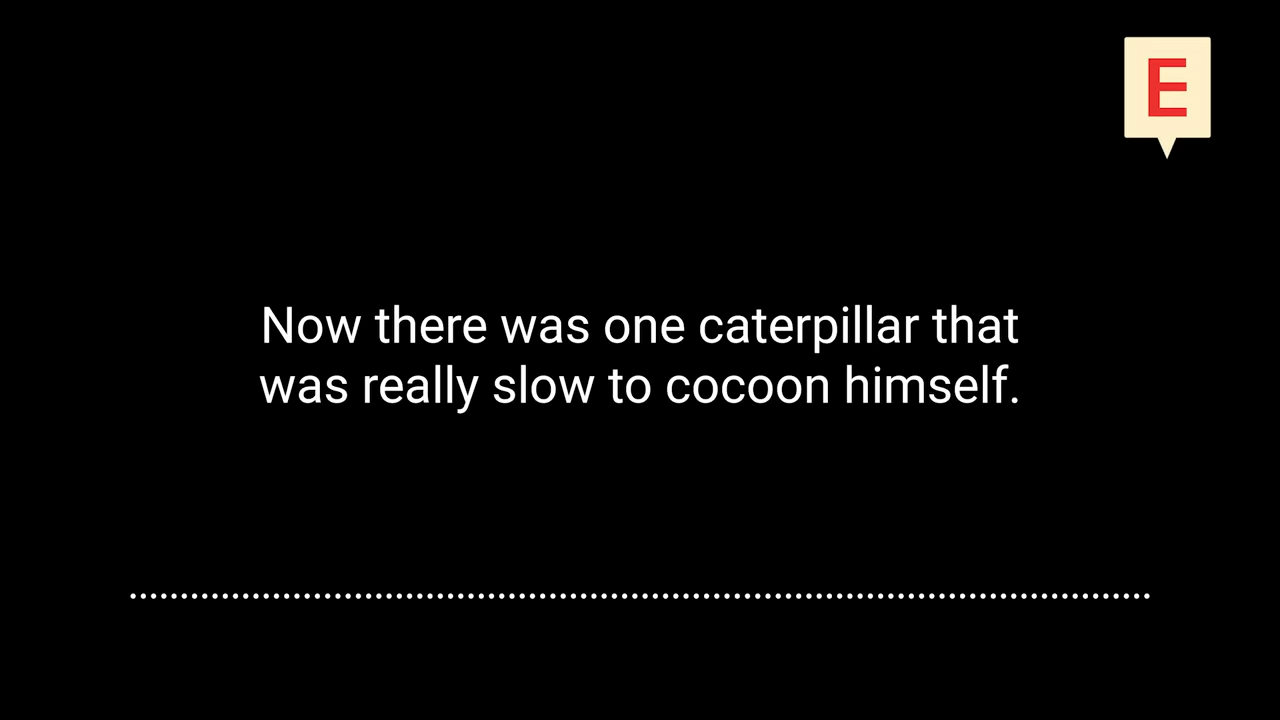 E
Now there was one caterpillar that
was really slow to cocoon himself.